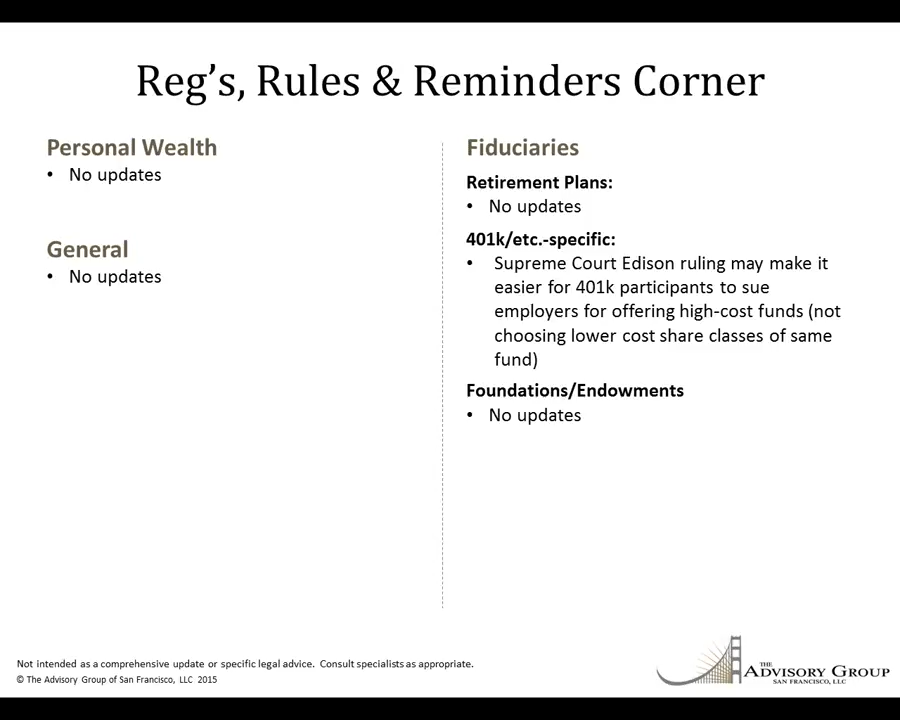 Reg's, Rules & Reminders Corner
Personal Wealth
• No updates
General
• No updates
Fiduciaries
Retirement Plans:
• No updates
401k/etc.-specific:
• Supreme Court Edison ruling may make it
easier for 401k participants to sue
employers for offering high-cost funds (not
choosing lower cost share classes of same
fund)
Foundations/Endowments
• No updates
Not intended as a comprehensive update or specific legal advice. Consult specialists as appropriate.
© The Advisory Group of San Francisco, LLC 2015
THE
ADVISORY GROUP
SAN FRANCISCO, LLC